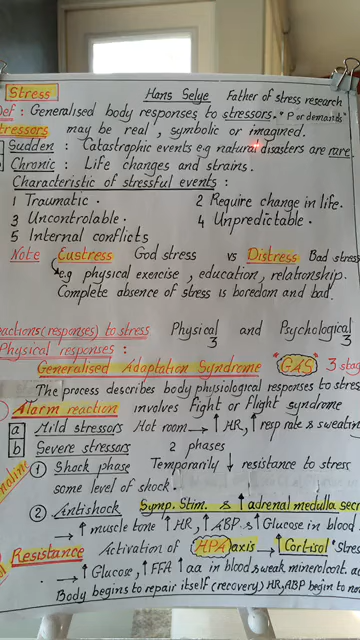 Stress Hans Selye Father of stress research
Def : Generalised body responses to stressors. "P or demands"
stressors may be real, symbolic or imagined.
Sudden : Catastrophic events e.g natural disasters are rare
Chronic : Life changes and strains.
Characteristic of stressful events :
1 Traumatic. 2 Require change in life.
3 Uncontrolable. 4 Unpredictable.
5 Internal conflicts
Note Eustress God stress vs Distress Bad stress
e.g physical exercise, education, relationship.
Complete absence of stress is boredom and bad.
Reactions(responses) to stress Physical 3 and Psychological 3
Physical responses :
Generalised Adaptation Syndrome "GAS" 3 stag
The process describes body physiological responses to stress
Alarm reaction involves fight or flight syndrome
a Mild stressors Hot room → ↑ HR, ↑ resp rate & sweatin
b Severe stressors 2 phases
① Shock phase Temporarily ↓ resistance to stress
some level of shock.
② Antishock Symp. Stim. & ↑ adrenal medulla sec
→ ↑ muscle tone ↑ HR, ↑ ABP & ↑ Glucose in blood
Resistance Activation of HPA axis → ↑ Cortisol "Stress
→ ↑ Glucose, ↑ FFA ↑ aa in blood & weak minerolcort. a
Body begins to repair itself (recovery) HR, ABP begin to no